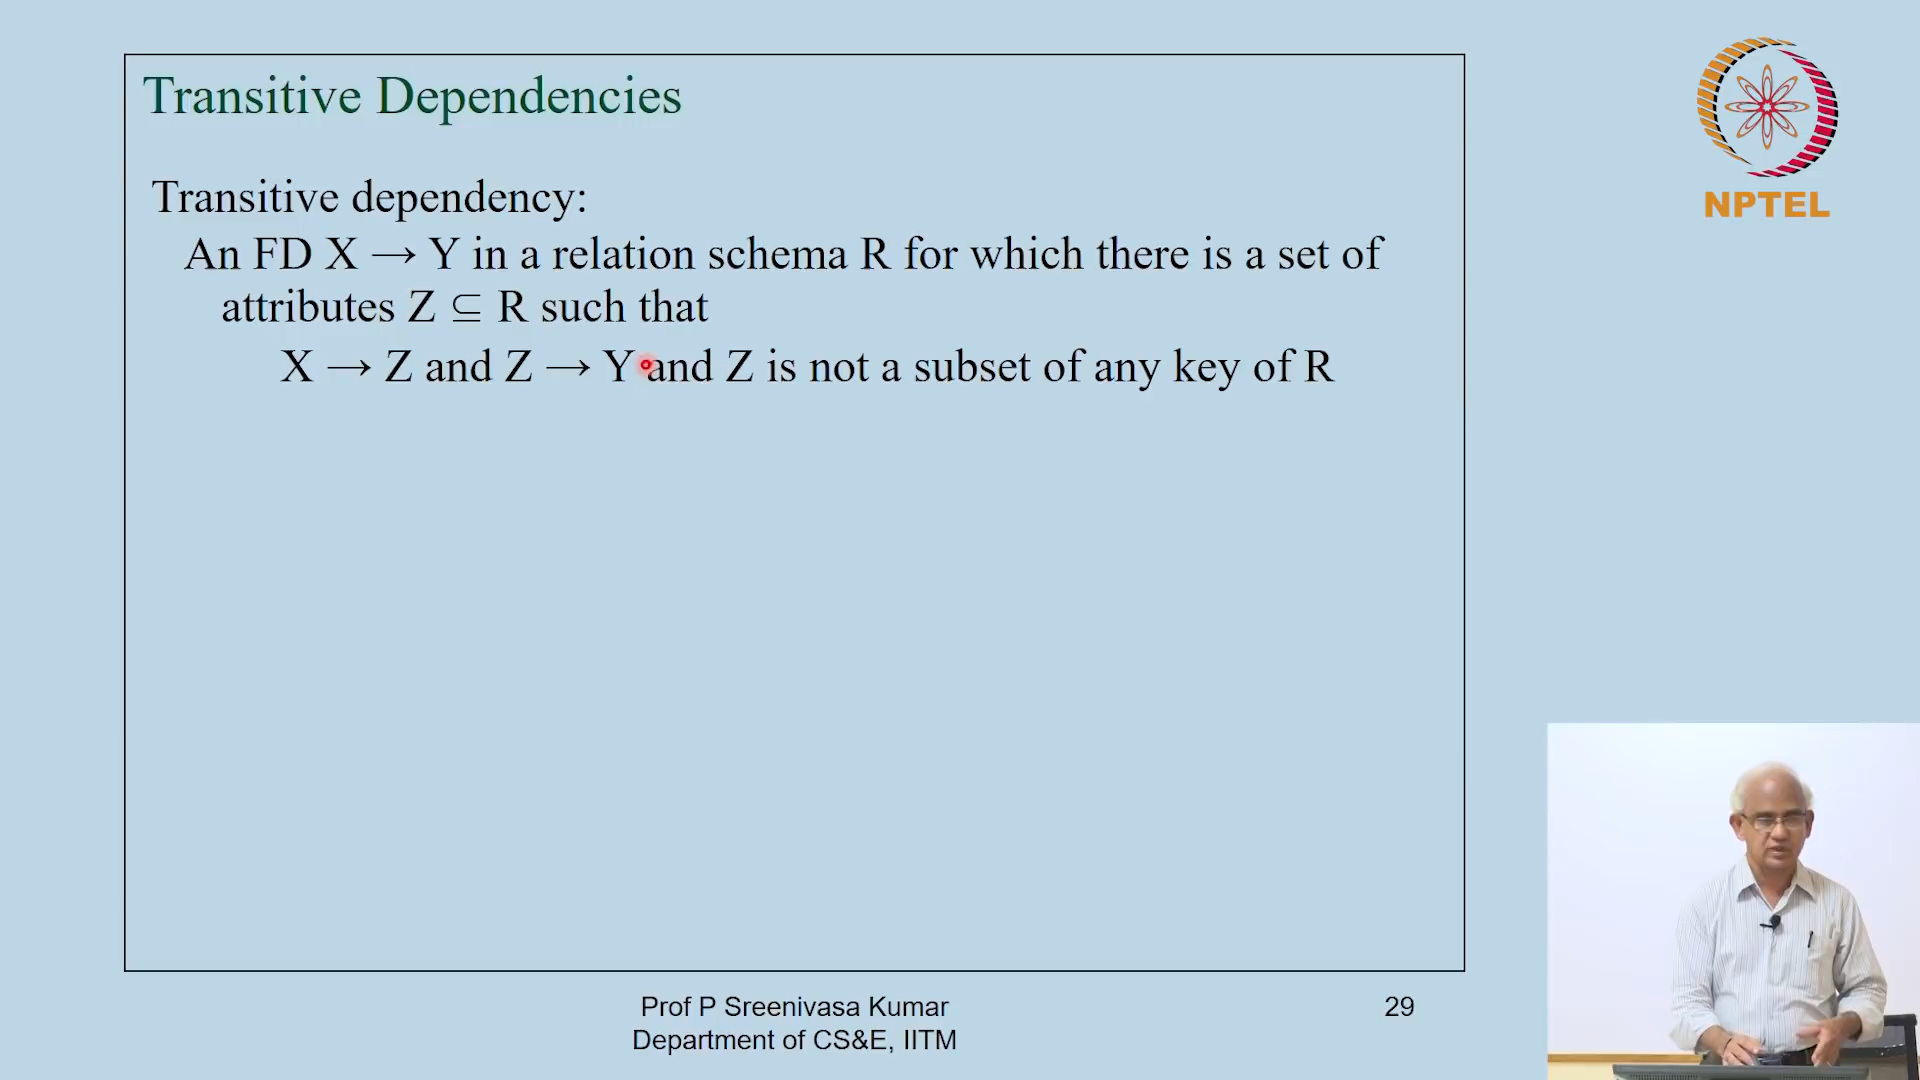 Transitive Dependencies
Transitive dependency:
An FD X → Y in a relation schema R for which there is a set of
attributes Z ⊆ R such that
X → Z and Z → Y and Z is not a subset of any key of R
NPTEL
Prof P Sreenivasa Kumar
Department of CS&E, IITM
29